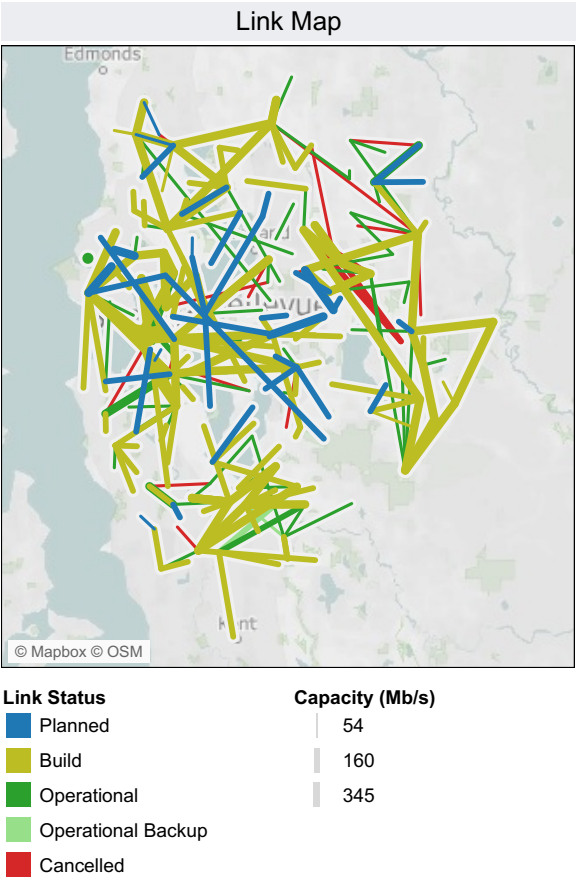 Link Map
Edmonds
Kent
© Mapbox © OSM
Link Status
Planned
Build
Operational
Operational Backup
Cancelled
Capacity (Mb/s)
54
160
345